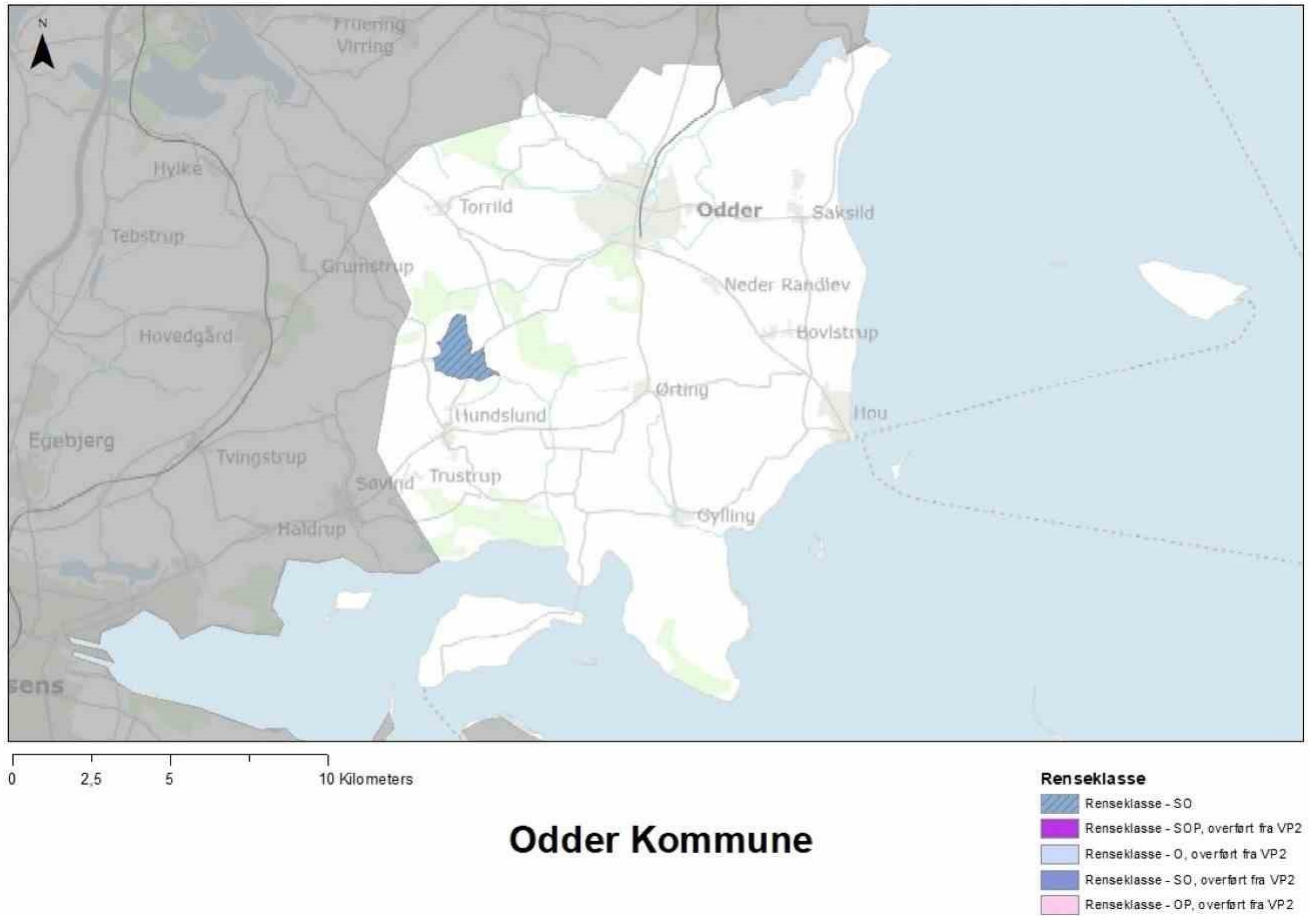 N
Fruering
Virring
Hylke
Torrild
Odder
Saksild
Tebstrup
Grumstrup
Neder Randlev
Hovedgård
Bovlstrup
Ørting
Hundslund
Hou
Egebjerg
Tvingstrup
Trustrup
Søvind
Gylling
Haldrup
sens
0 2,5 5 10 Kilometers
Odder Kommune
Renseklasse
Renseklasse - SO
Renseklasse - SOP, overført fra VP2
Renseklasse - O, overført fra VP2
Renseklasse - SO, overført fra VP2
Renseklasse - OP, overført fra VP2